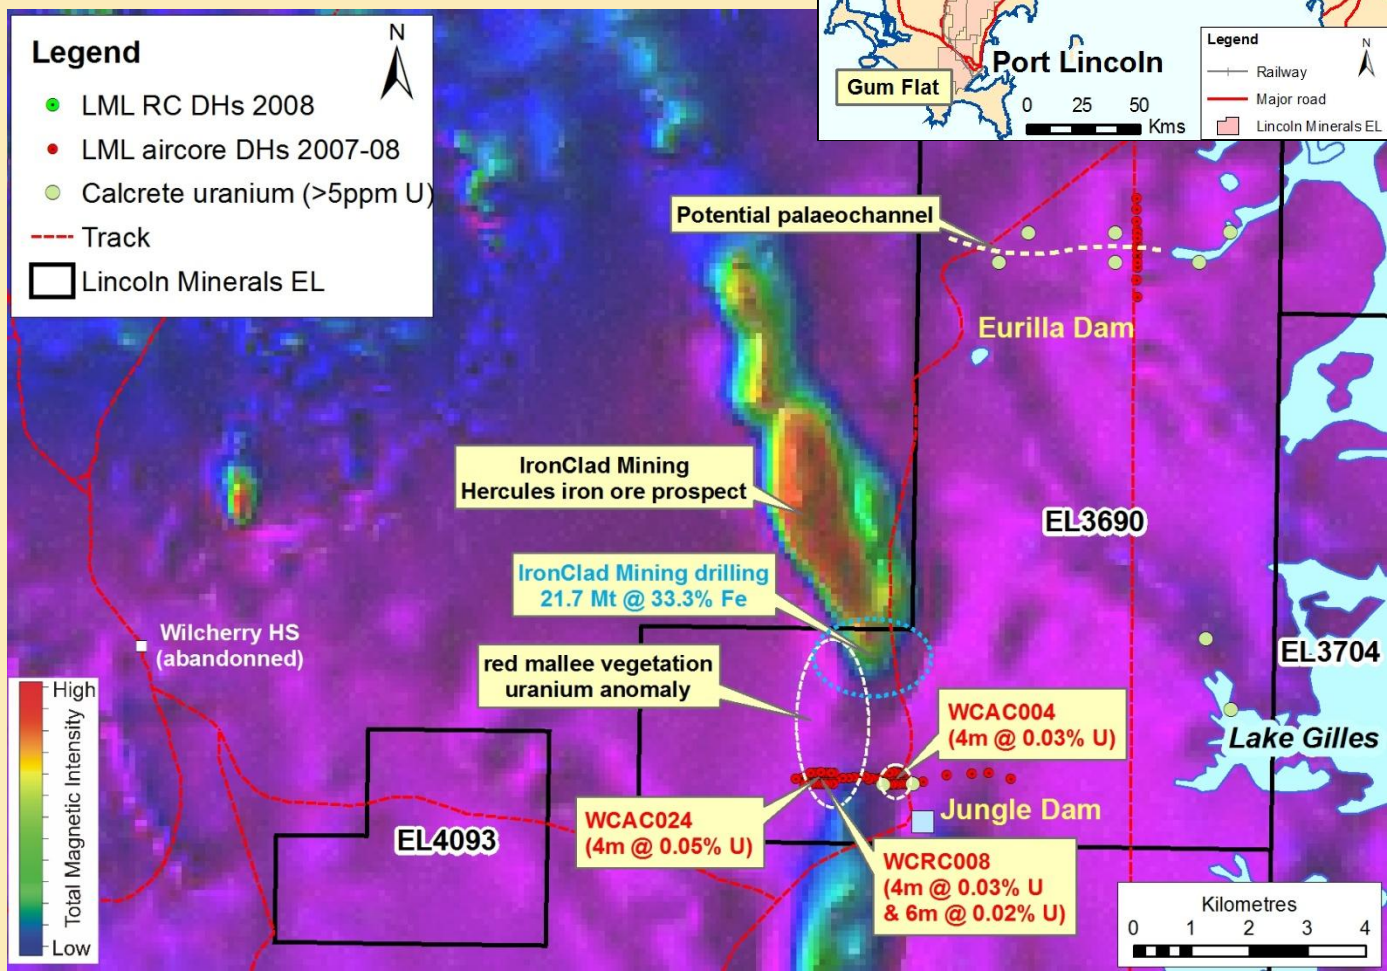 Legend
N
LML RC DHs 2008
LML aircore DHs 2007-08
Calcrete uranium (>5ppm U)
Track
Lincoln Minerals EL
Port Lincoln
Gum Flat
0 25 50
Kms
Legend
N
Railway
Major road
Lincoln Minerals EL
Potential palaeochannel
Eurilla Dam
IronClad Mining
Hercules iron ore prospect
EL3690
IronClad Mining drilling
21.7 Mt @ 33.3% Fe
Wilcherry HS
(abandonned)
red mallee vegetation
uranium anomaly
EL3704
WCAC004
(4m @ 0.03% U)
Lake Gilles
High
Total Magnetic Intensity
Low
Jungle Dam
WCAC024
(4m @ 0.05% U)
EL4093
WCRC008
(4m @ 0.03% U
& 6m @ 0.02% U)
Kilometres
0 1 2 3 4